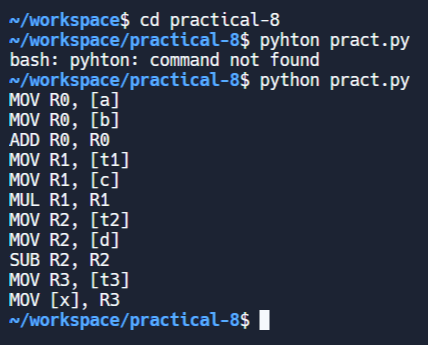 ~/workspace$ cd practical-8
~/workspace/practical-8$ pyhton pract.py
bash: pyhton: command not found
~/workspace/practical-8$ python pract.py
MOV R0, [a]
MOV R0, [b]
ADD R0, R0
MOV R1, [t1]
MOV R1, [c]
MUL R1, R1
MOV R2, [t2]
MOV R2, [d]
SUB R2, R2
MOV R3, [t3]
MOV [x], R3
~/workspace/practical-8$